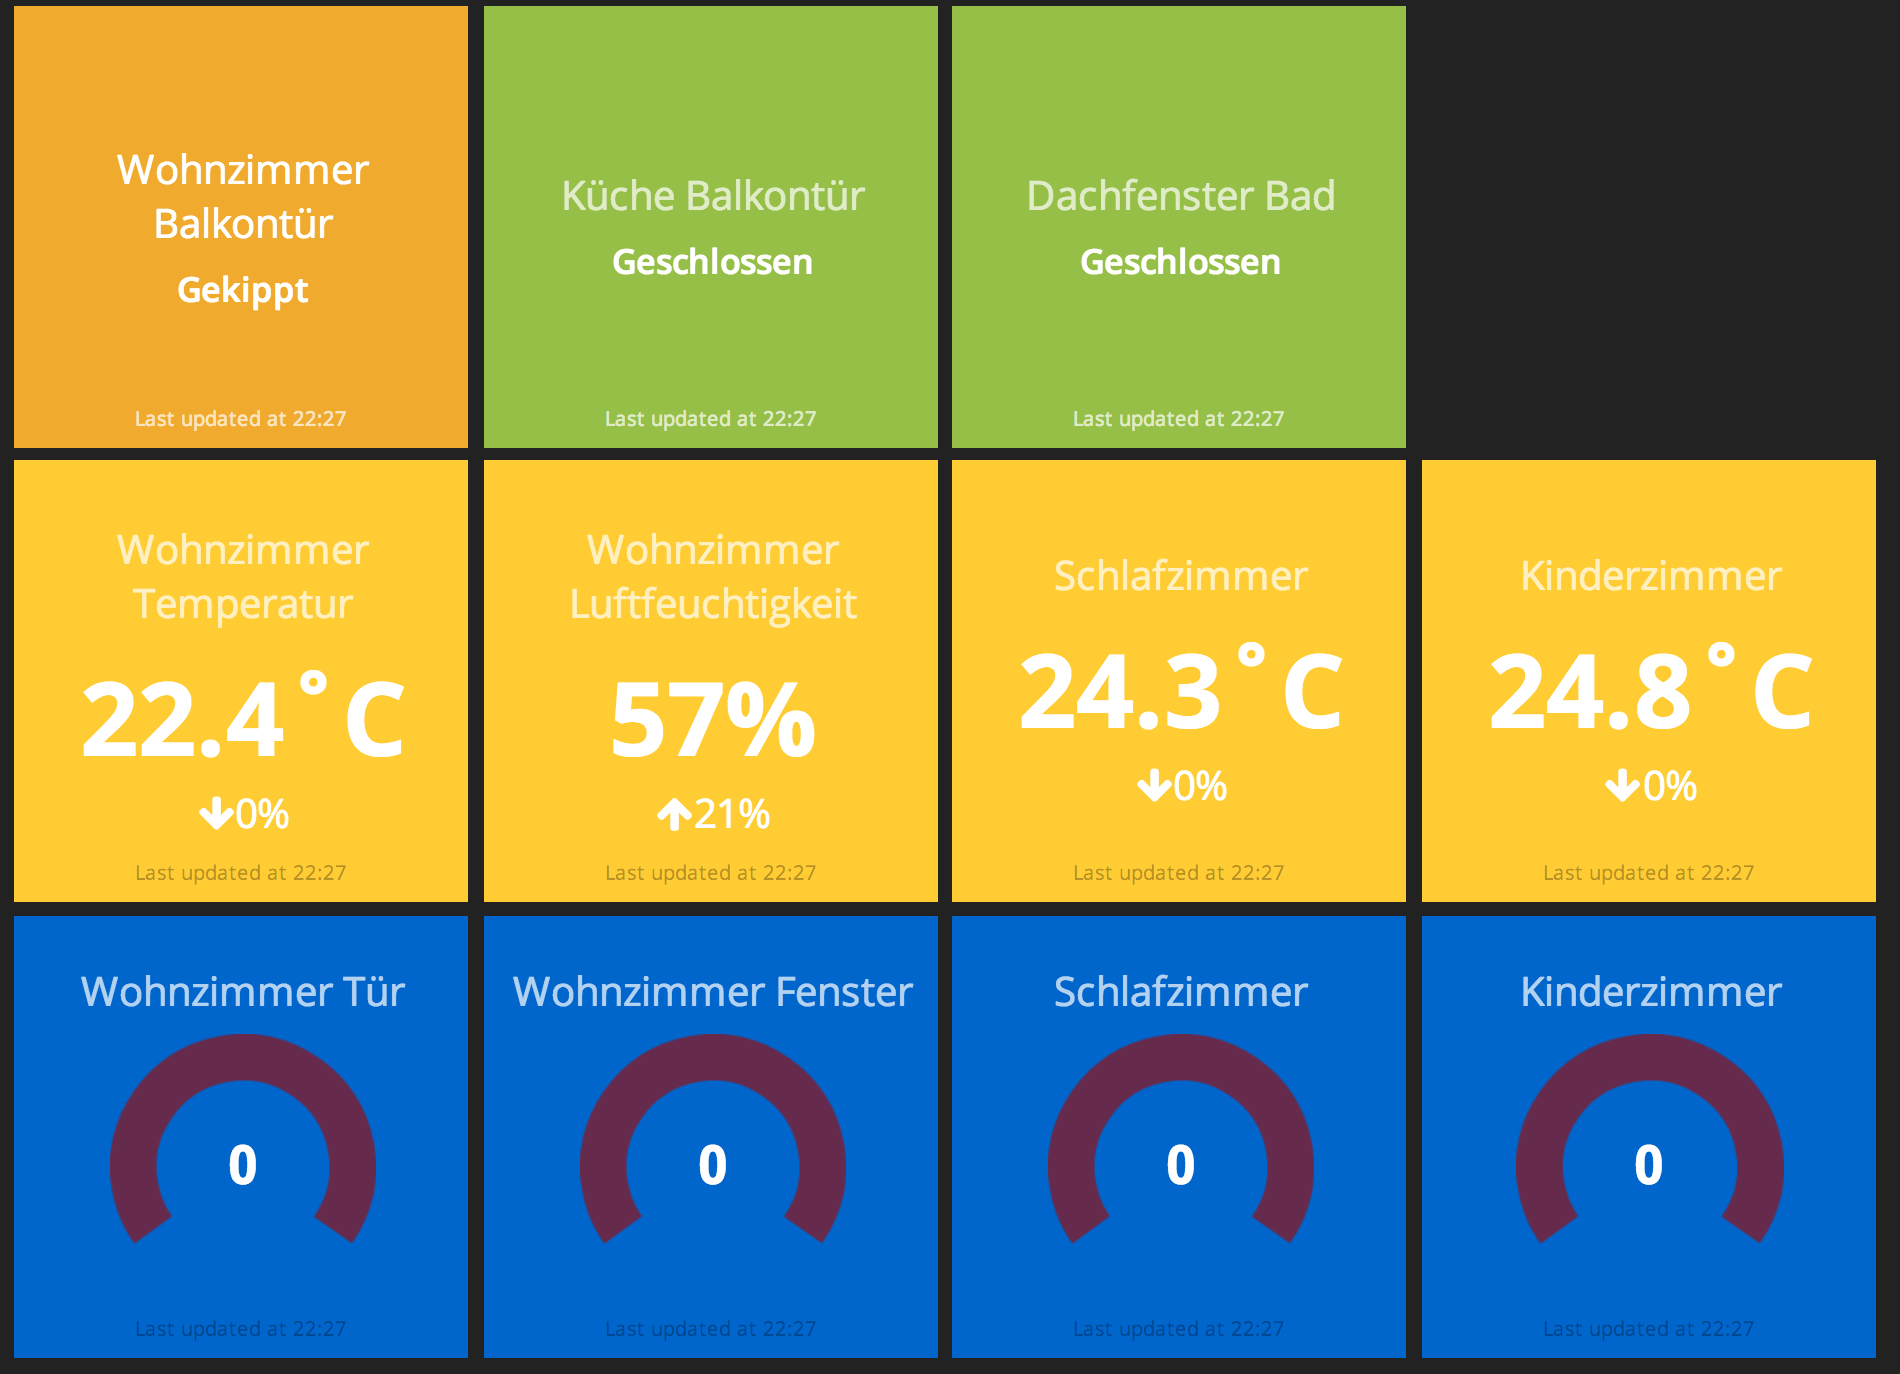 Wohnzimmer
Balkontür
Gekippt
Last updated at 22:27
Küche Balkontür
Geschlossen
Last updated at 22:27
Dachfenster Bad
Geschlossen
Last updated at 22:27
Wohnzimmer
Temperatur
22.4°C
0%
Last updated at 22:27
Wohnzimmer
Luftfeuchtigkeit
57%
21%
Last updated at 22:27
Schlafzimmer
24.3°C
0%
Last updated at 22:27
Kinderzimmer
24.8°C
0%
Last updated at 22:27
Wohnzimmer Tür
0
Last updated at 22:27
Wohnzimmer Fenster
0
Last updated at 22:27
Schlafzimmer
0
Last updated at 22:27
Kinderzimmer
0
Last updated at 22:27